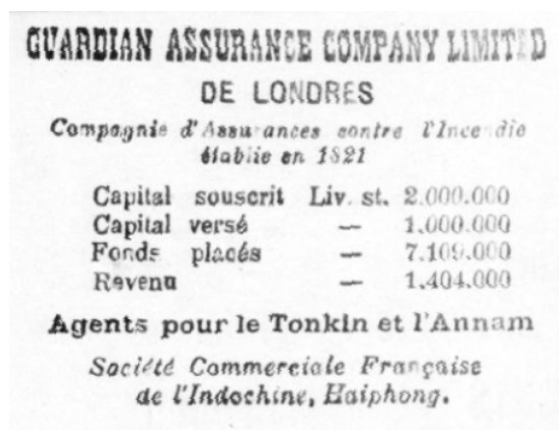 GUARDIAN ASSURANCE COMPANY LIMITED
DE LONDRES
Compagnie d'Assurances contre l'Incendie
établie en 1821
Capital souscrit Liv. st. 2.000.000
Capital versé — 1.000.000
Fonds placés — 7.109.000
Revenu — 1.404.000
Agents pour le Tonkin et l'Annam
Société Commerciale Française
de l'Indochine, Haiphong.